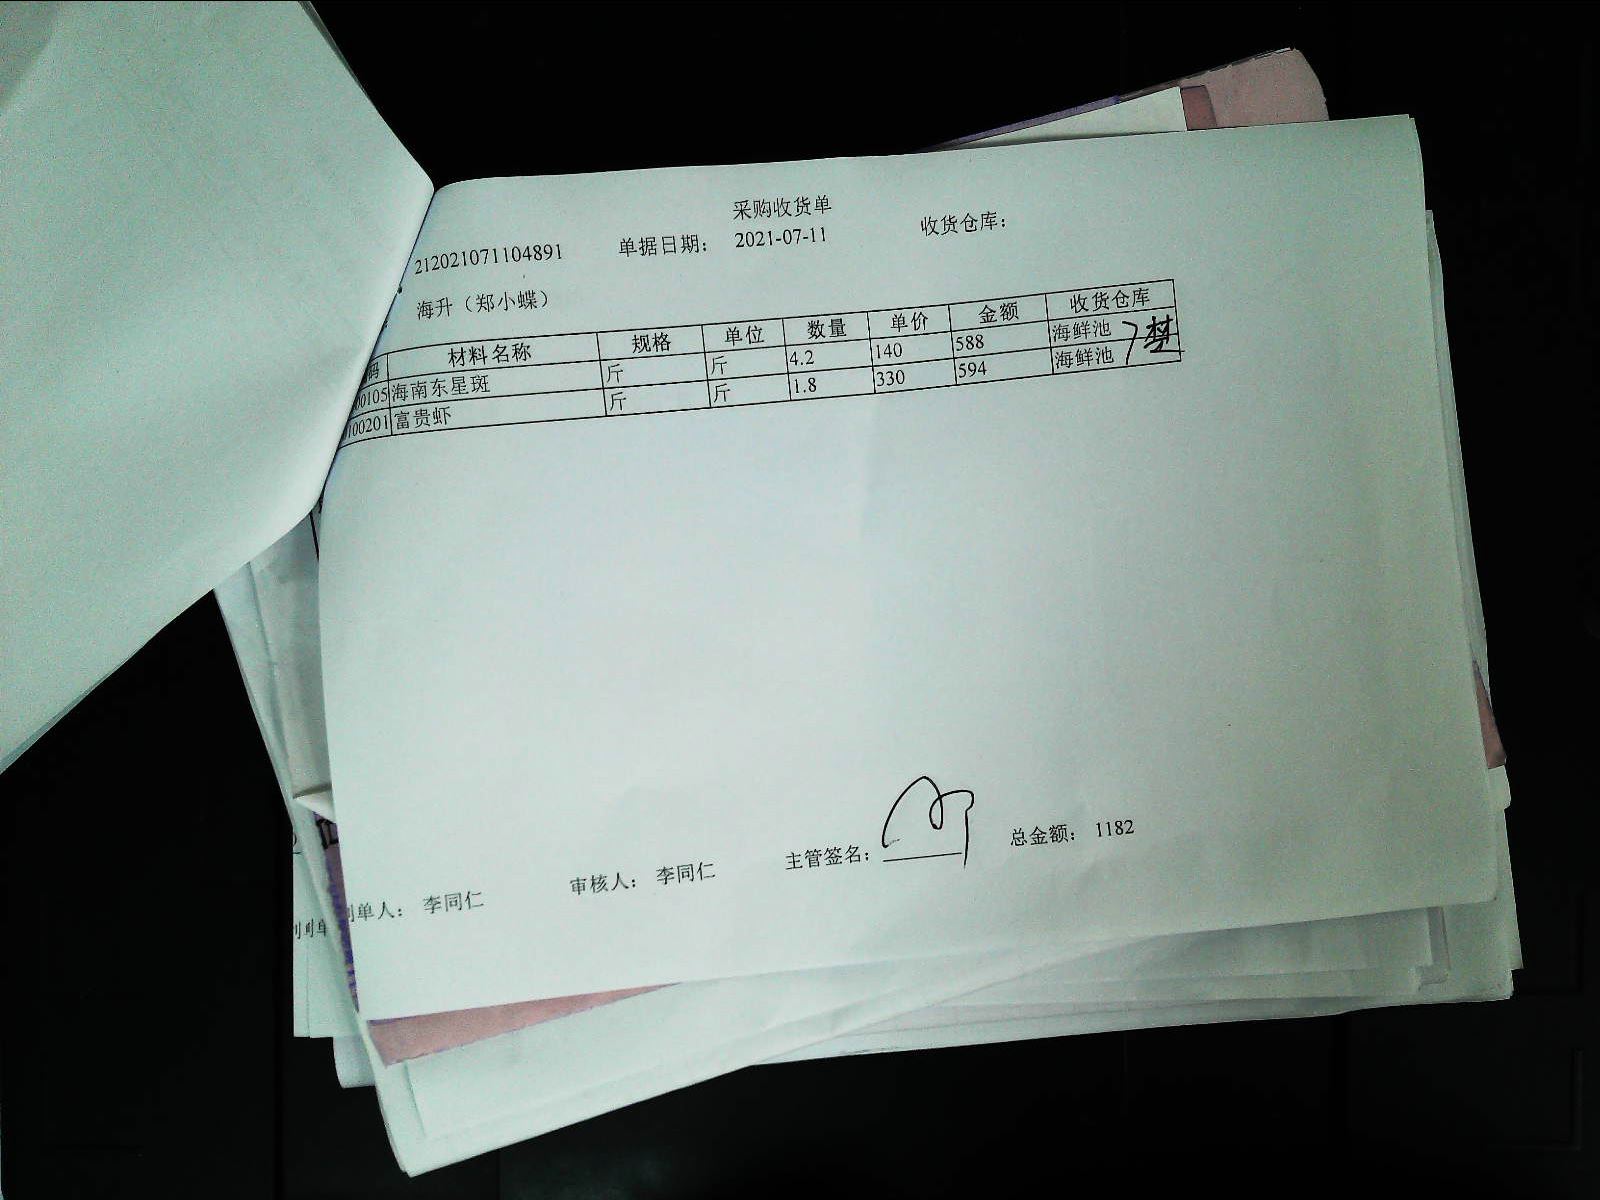 采购收货单
212021071104891 单据日期： 2021-07-11 收货仓库：
海升（郑小蝶）
码 材料名称 规格 单位 数量 单价 金额 收货仓库
00105 海南东星斑 斤 斤 4.2 140 588 海鲜池
100201 富贵虾 斤 斤 1.8 330 594 海鲜池
制单人： 李同仁 审核人： 李同仁 主管签名： 总金额： 1182